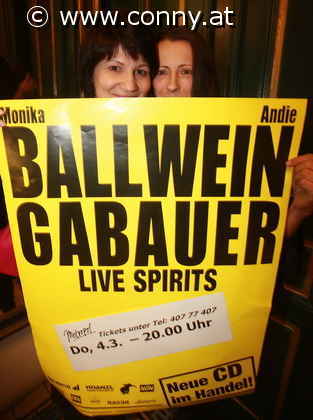 © www.conny.at
Monika Andie
BALLWEIN
GABAUER
LIVE SPIRITS
Metropol Tickets unter Tel: 407 77 407
Do, 4.3. – 20.00 Uhr
Neue CD
im Handel!